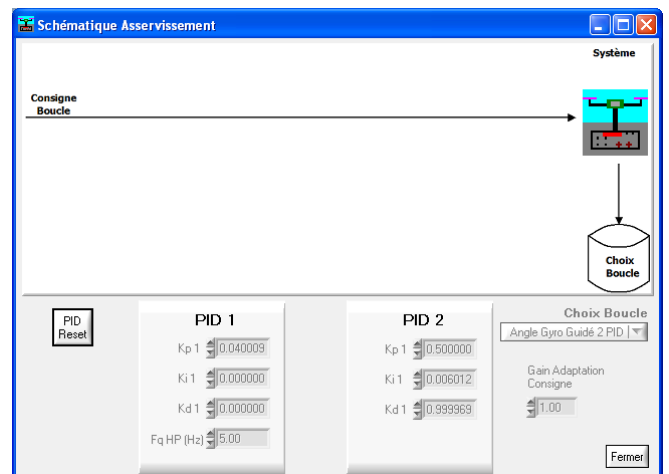 Schématique Asservissement
Système
Consigne
Boucle
Choix
Boucle
PID
Reset
PID 1
Kp 1 0.040009
Ki 1 0.000000
Kd 1 0.000000
Fq HP (Hz) 5.00
PID 2
Kp 1 0.500000
Ki 1 0.006012
Kd 1 0.999969
Choix Boucle
Angle Gyro Guidé 2 PID
Gain Adaptation
Consigne
1.00
Fermer